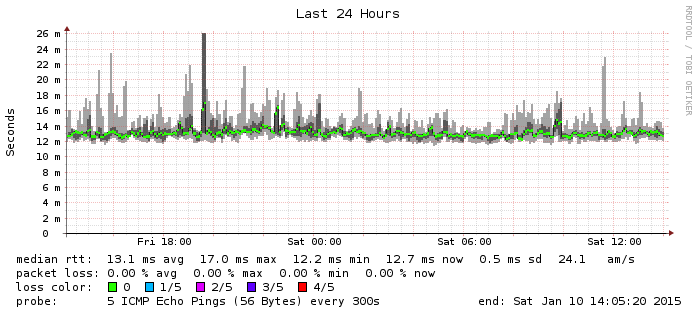 Last 24 Hours
RRDTOOL / TOBI OETIKER
Seconds
26 m
24 m
22 m
20 m
18 m
16 m
14 m
12 m
10 m
8 m
6 m
4 m
2 m
0
Fri 18:00 Sat 00:00 Sat 06:00 Sat 12:00
median rtt: 13.1 ms avg 17.0 ms max 12.2 ms min 12.7 ms now 0.5 ms sd 24.1 am/s
packet loss: 0.00 % avg 0.00 % max 0.00 % min 0.00 % now
loss color: 0 1/5 2/5 3/5 4/5
probe: 5 ICMP Echo Pings (56 Bytes) every 300s end: Sat Jan 10 14:05:20 2015